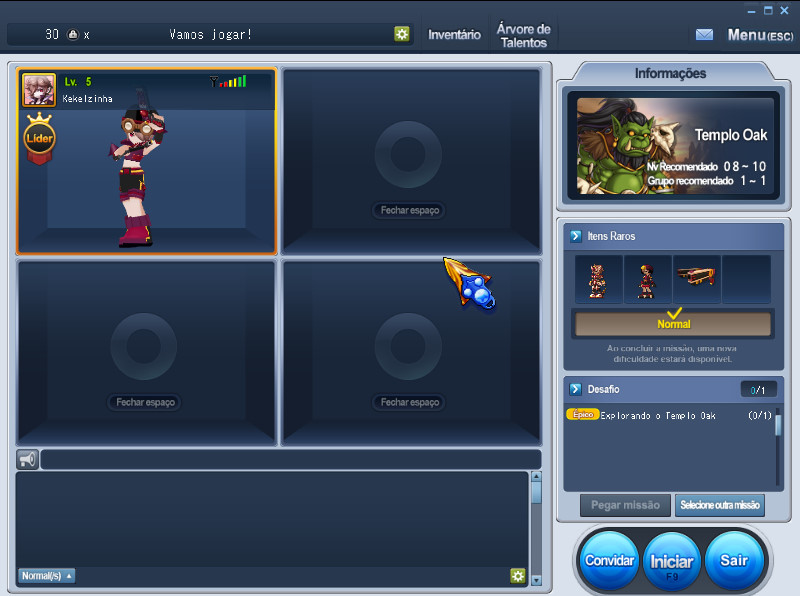 30 x Vamos jogar! Inventário Árvore de
Talentos Menu(ESC)
Lv. 5
Kekelzinha
Líder
Fechar espaço
Fechar espaço
Fechar espaço
Normal(/s)
Informações
Templo Oak
Nv Recomendado 08 ~ 10
Grupo recomendado 1 ~ 1
Itens Raros
Normal
Ao concluir a missão, uma nova
dificuldade estará disponível.
Desafio 0/1
Épico Explorando o Templo Oak (0/1)
Pegar missão Selecione outra missão
Convidar Iniciar Sair
F9